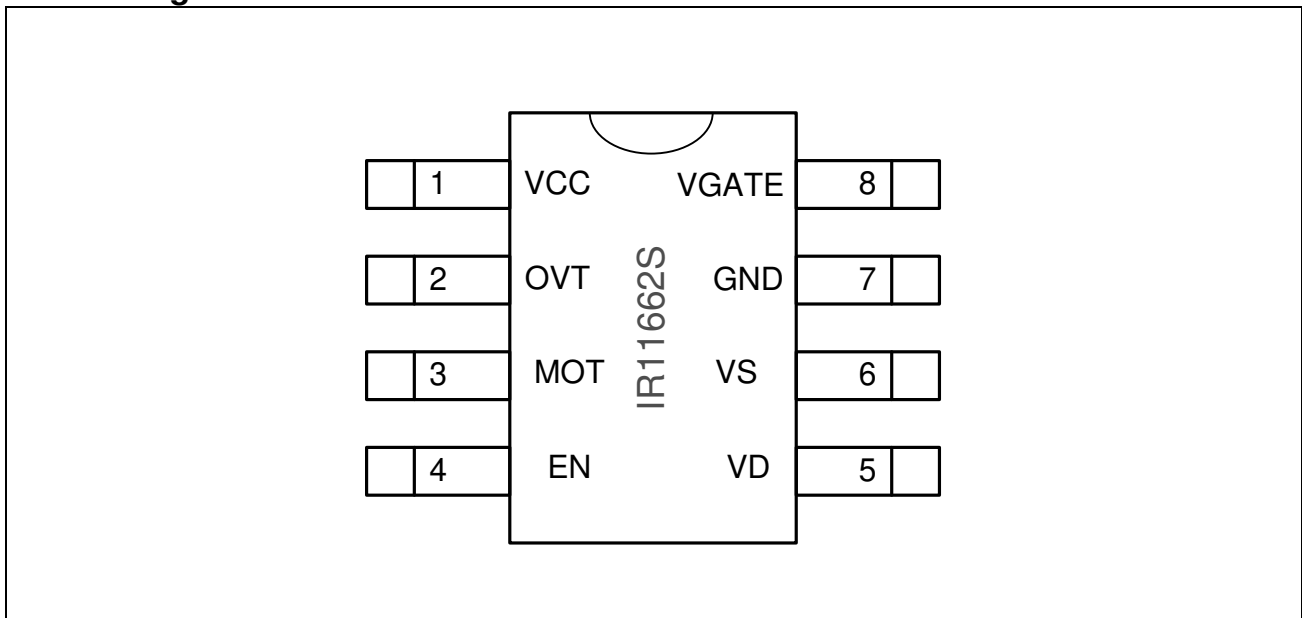 1 VCC VGATE 8
2 OVT GND 7
3 MOT VS 6
4 EN VD 5
IR11662S